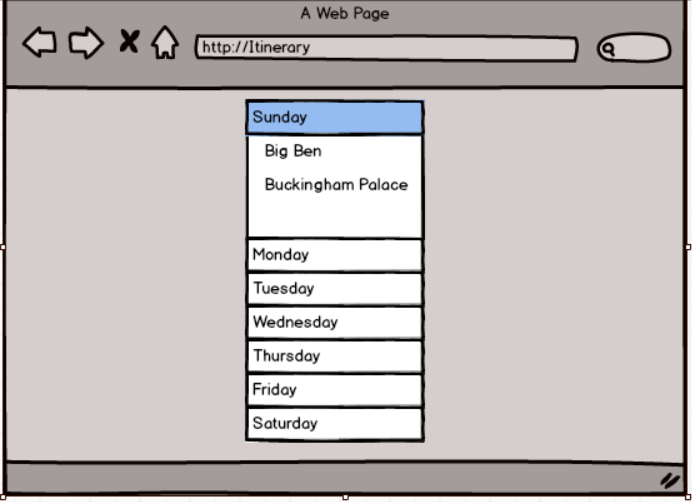 A Web Page
http://Itinerary
Sunday
Big Ben
Buckingham Palace
Monday
Tuesday
Wednesday
Thursday
Friday
Saturday